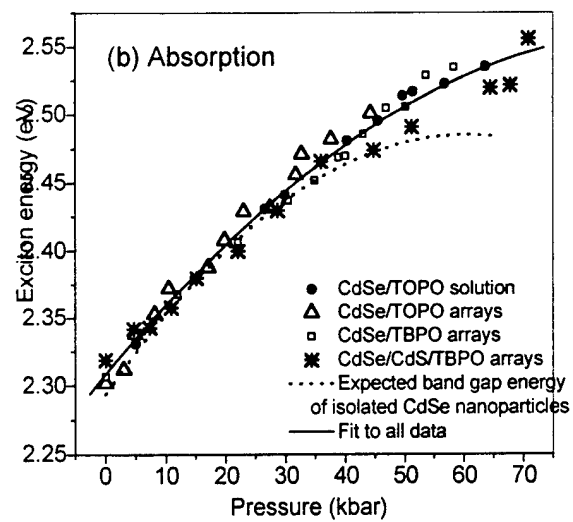 (b) Absorption
Exciton energy (eV)
2.55
2.50
2.45
2.40
2.35
2.30
2.25
CdSe/TOPO solution
CdSe/TOPO arrays
CdSe/TBPO arrays
CdSe/CdS/TBPO arrays
Expected band gap energy
of isolated CdSe nanoparticles
Fit to all data
0 10 20 30 40 50 60 70
Pressure (kbar)